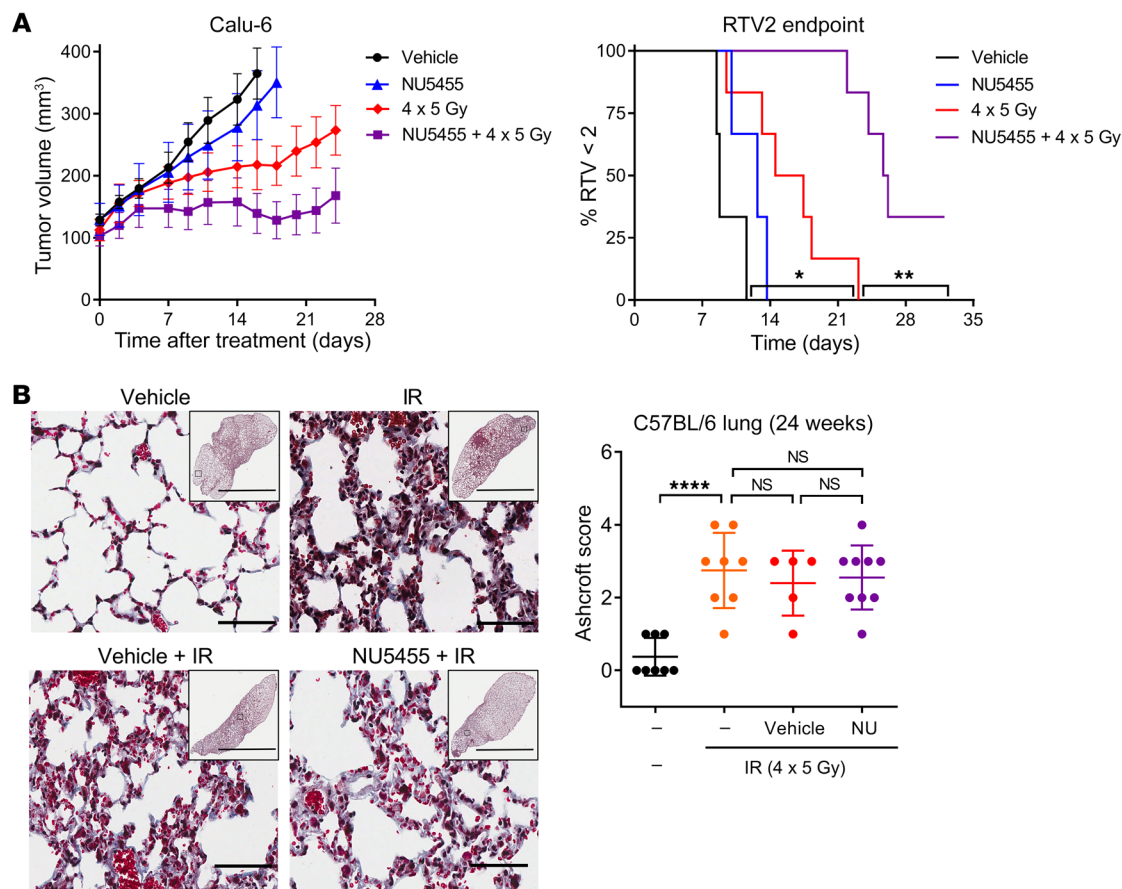 A
Calu-6
Tumor volume (mm³)
400
300
200
100
0
0 7 14 21 28
Time after treatment (days)
Vehicle
NU5455
4 x 5 Gy
NU5455 + 4 x 5 Gy
RTV2 endpoint
% RTV < 2
100
75
50
25
0
* **
0 7 14 21 28 35
Time (days)
Vehicle
NU5455
4 x 5 Gy
NU5455 + 4 x 5 Gy
B
Vehicle
IR
Vehicle + IR
NU5455 + IR
C57BL/6 lung (24 weeks)
Ashcroft score
6
4
2
0
NS
**** NS NS
– – Vehicle NU
– IR (4 x 5 Gy)